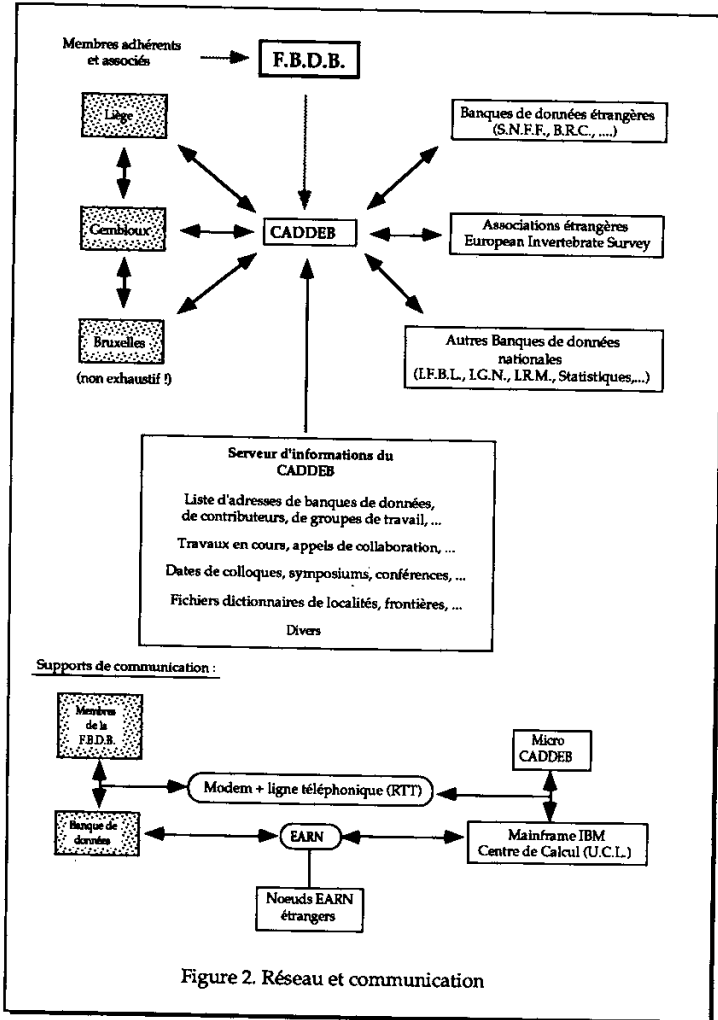 Membres adhérents
et associés
F.B.D.B.
Liège
Banques de données étrangères
(S.N.F.F., B.R.C., ....)
Gembloux
CADDEB
Associations étrangères
European Invertebrate Survey
Bruxelles
(non exhaustif !)
Autres Banques de données
nationales
(I.F.B.L., I.G.N., I.R.M., Statistiques,...)
Serveur d'informations du
CADDEB
Liste d'adresses de banques de données,
de contributeurs, de groupes de travail, ...
Travaux en cours, appels de collaboration, ...
Dates de colloques, symposiums, conférences, ...
Fichiers dictionnaires de localités, frontières, ...
Divers
Supports de communication :
Membres
de la
F.B.D.B.
Micro
CADDEB
Modem + ligne téléphonique (RTT)
Banque de
données
EARN
Mainframe IBM
Centre de Calcul (U.C.L.)
Noeuds EARN
étrangers
Figure 2. Réseau et communication